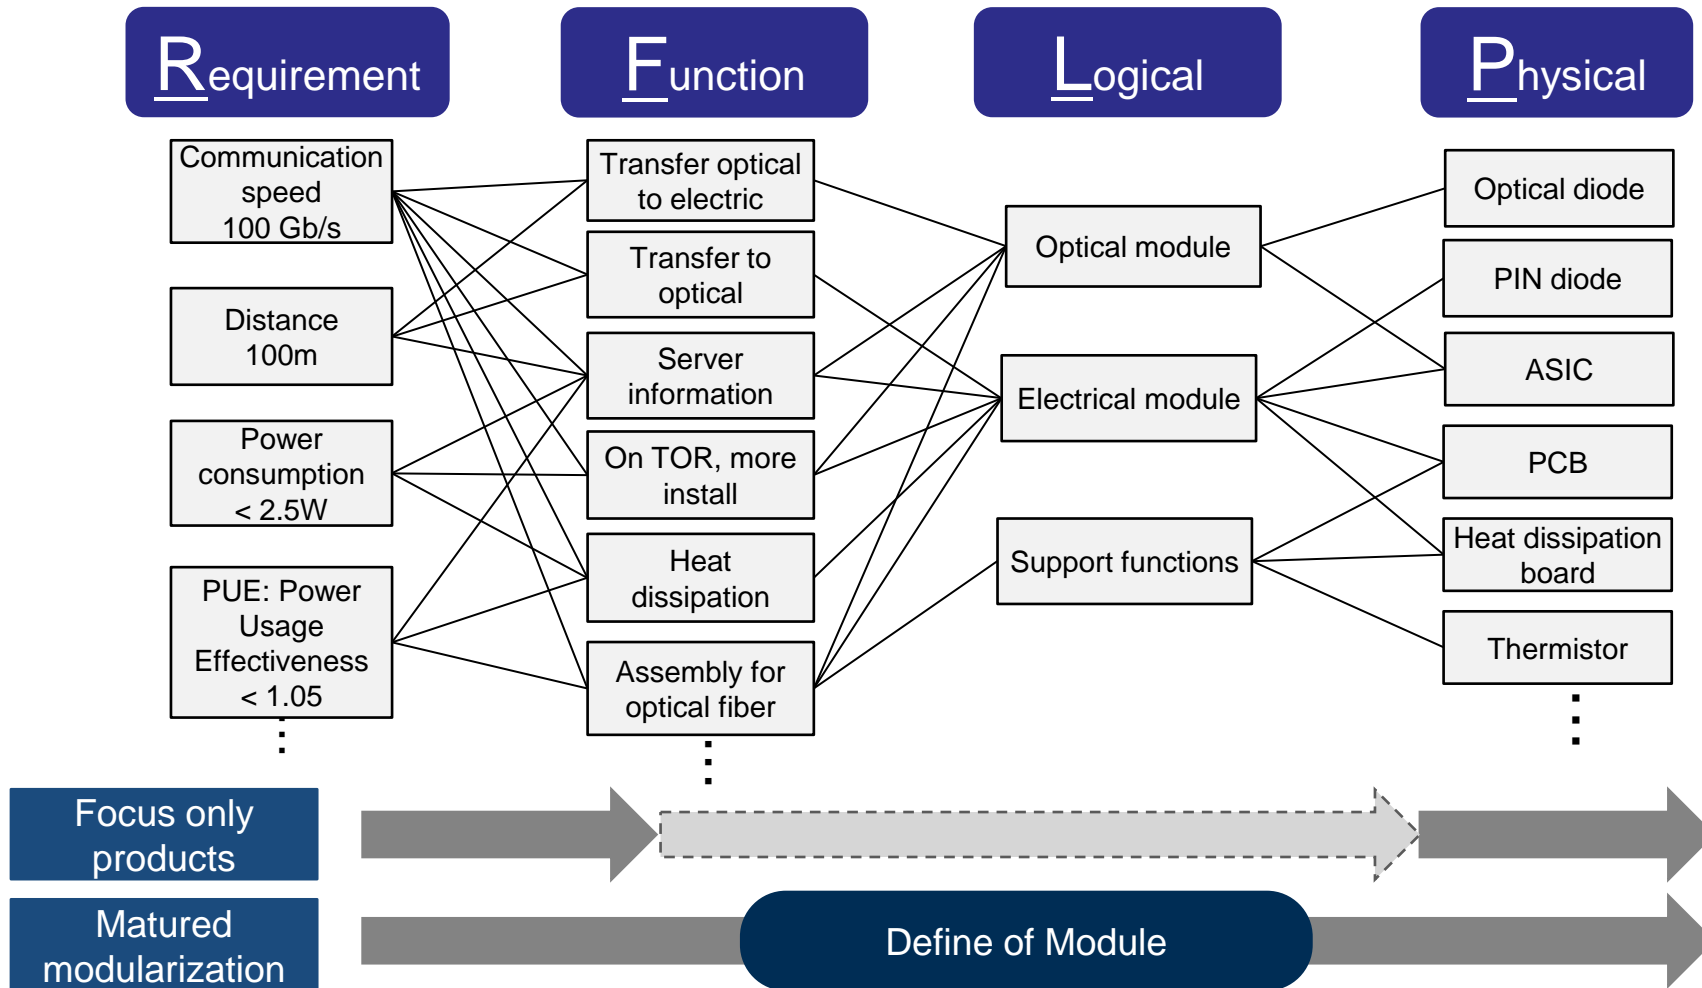 Requirement
Function
Logical
Physical
Communication
speed
100 Gb/s
Distance
100m
Power
consumption
< 2.5W
PUE: Power
Usage
Effectiveness
< 1.05
Transfer optical
to electric
Transfer to
optical
Server
information
On TOR, more
install
Heat
dissipation
Assembly for
optical fiber
Optical module
Electrical module
Support functions
Optical diode
PIN diode
ASIC
PCB
Heat dissipation
board
Thermistor
Focus only
products
Matured
modularization
Define of Module